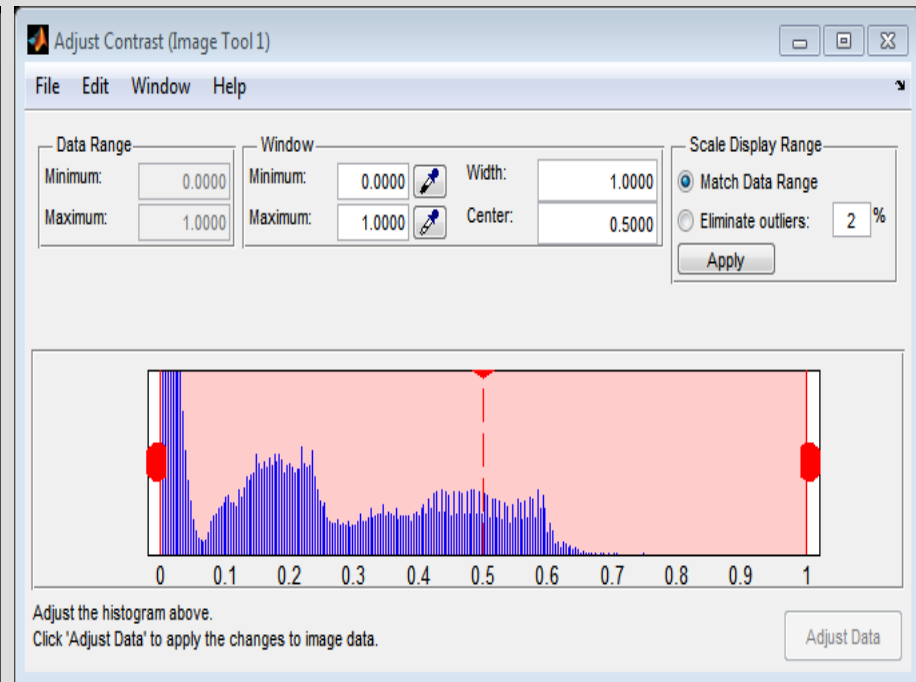 Adjust Contrast (Image Tool 1)
File Edit Window Help
Data Range
Minimum: 0.0000
Maximum: 1.0000
Window
Minimum: 0.0000
Maximum: 1.0000
Width: 1.0000
Center: 0.5000
Scale Display Range
Match Data Range
Eliminate outliers: 2 %
Apply
0 0.1 0.2 0.3 0.4 0.5 0.6 0.7 0.8 0.9 1
Adjust the histogram above.
Click 'Adjust Data' to apply the changes to image data.
Adjust Data